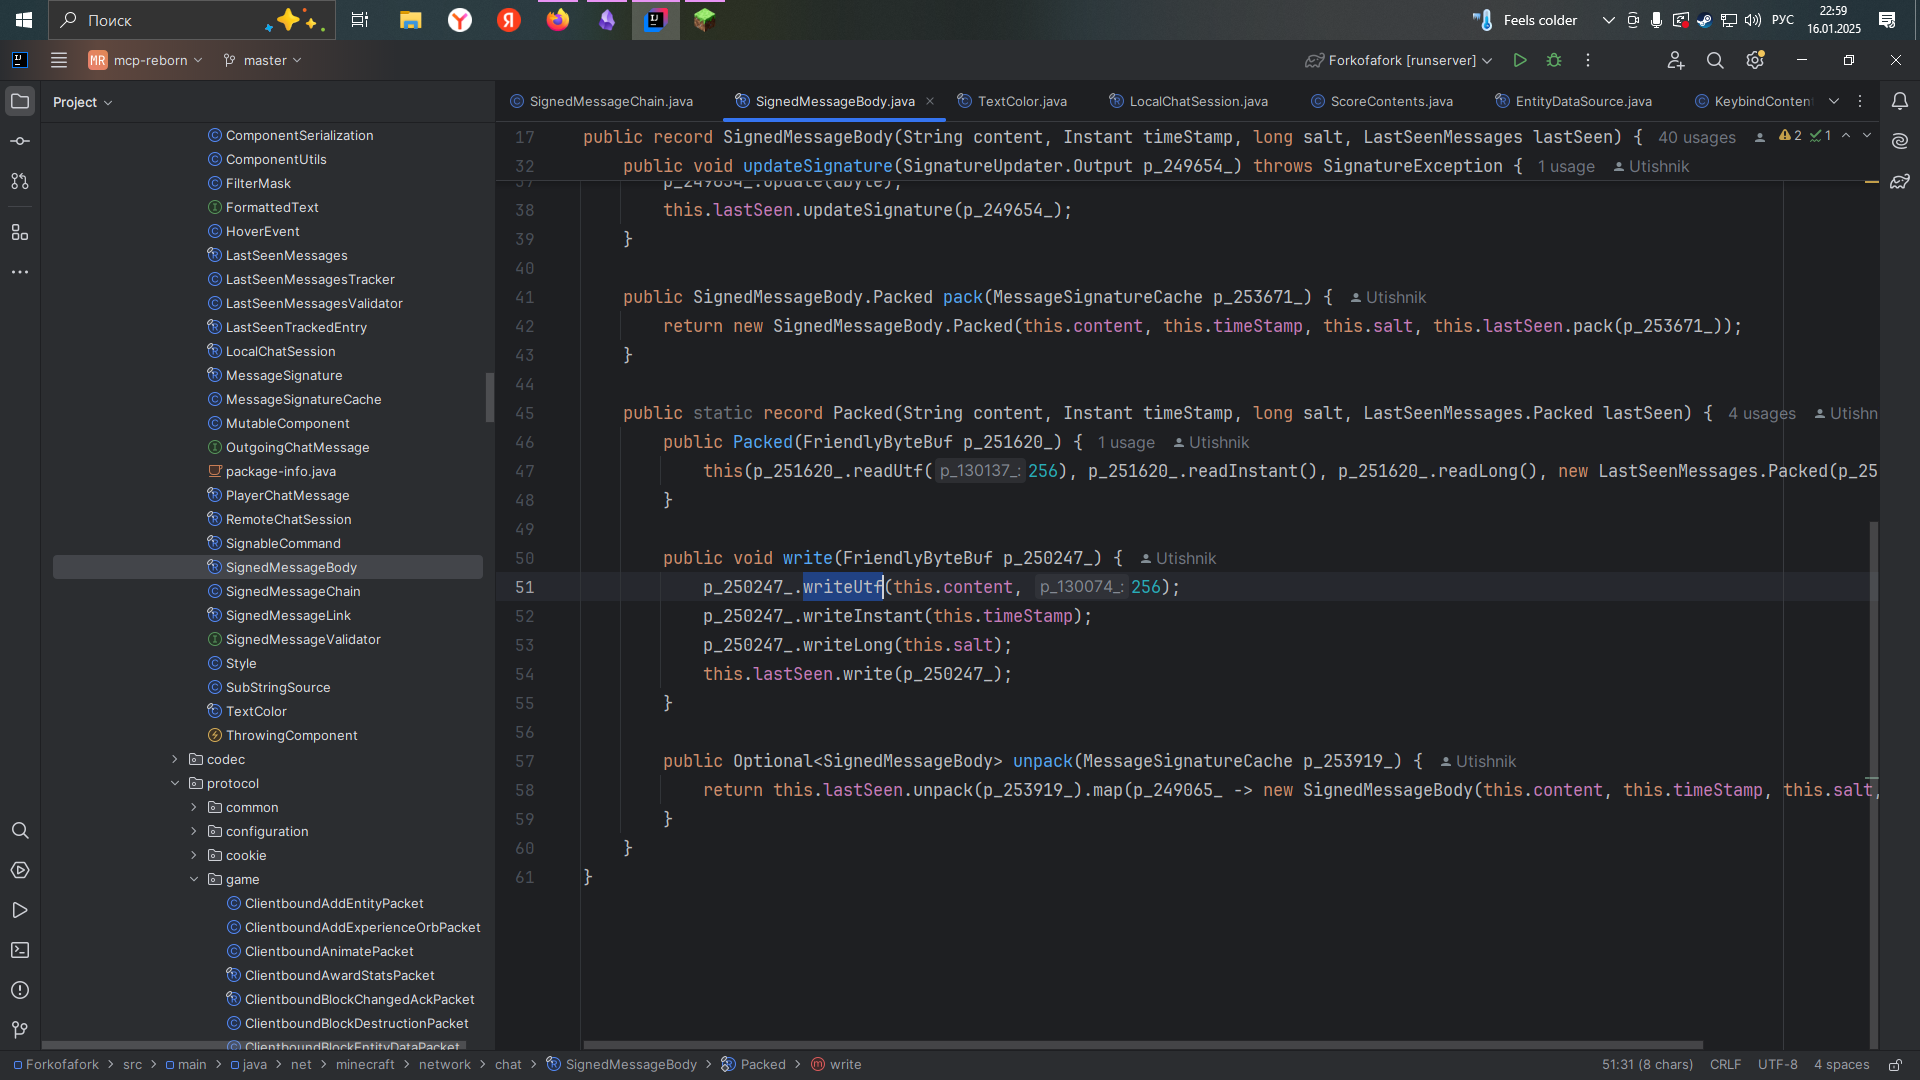 Поиск
Feels colder
РУС
22:59
16.01.2025
MR
mcp-reborn
master
Forkofafork [runserver]
Project
SignedMessageChain.java
SignedMessageBody.java
TextColor.java
LocalChatSession.java
ScoreContents.java
EntityDataSource.java
KeybindConten
ComponentSerialization
ComponentUtils
FilterMask
FormattedText
HoverEvent
LastSeenMessages
LastSeenMessagesTracker
LastSeenMessagesValidator
LastSeenTrackedEntry
LocalChatSession
MessageSignature
MessageSignatureCache
MutableComponent
OutgoingChatMessage
package-info.java
PlayerChatMessage
RemoteChatSession
SignableCommand
SignedMessageBody
SignedMessageChain
SignedMessageLink
SignedMessageValidator
Style
SubStringSource
TextColor
ThrowingComponent
codec
protocol
common
configuration
cookie
game
ClientboundAddEntityPacket
ClientboundAddExperienceOrbPacket
ClientboundAnimatePacket
ClientboundAwardStatsPacket
ClientboundBlockChangedAckPacket
ClientboundBlockDestructionPacket
ClientboundBlockEntityDataPacket
17 public record SignedMessageBody(String content, Instant timeStamp, long salt, LastSeenMessages lastSeen) { 40 usages 2 1
32 public void updateSignature(SignatureUpdater.Output p_249654_) throws SignatureException { 1 usage Utishnik
37 p_249654_.update(abyte);
38 this.lastSeen.updateSignature(p_249654_);
39 }
40
41 public SignedMessageBody.Packed pack(MessageSignatureCache p_253671_) { Utishnik
42 return new SignedMessageBody.Packed(this.content, this.timeStamp, this.salt, this.lastSeen.pack(p_253671_));
43 }
44
45 public static record Packed(String content, Instant timeStamp, long salt, LastSeenMessages.Packed lastSeen) { 4 usages Utishn
46 public Packed(FriendlyByteBuf p_251620_) { 1 usage Utishnik
47 this(p_251620_.readUtf( p_130137_: 256), p_251620_.readInstant(), p_251620_.readLong(), new LastSeenMessages.Packed(p_25
48 }
49
50 public void write(FriendlyByteBuf p_250247_) { Utishnik
51 p_250247_.writeUtf(this.content, p_130074_: 256);
52 p_250247_.writeInstant(this.timeStamp);
53 p_250247_.writeLong(this.salt);
54 this.lastSeen.write(p_250247_);
55 }
56
57 public Optional<SignedMessageBody> unpack(MessageSignatureCache p_253919_) { Utishnik
58 return this.lastSeen.unpack(p_253919_).map(p_249065_ -> new SignedMessageBody(this.content, this.timeStamp, this.salt,
59 }
60 }
61 }
Forkofafork > src > main > java > net > minecraft > network > chat > SignedMessageBody > Packed > write
51:31 (8 chars) CRLF UTF-8 4 spaces